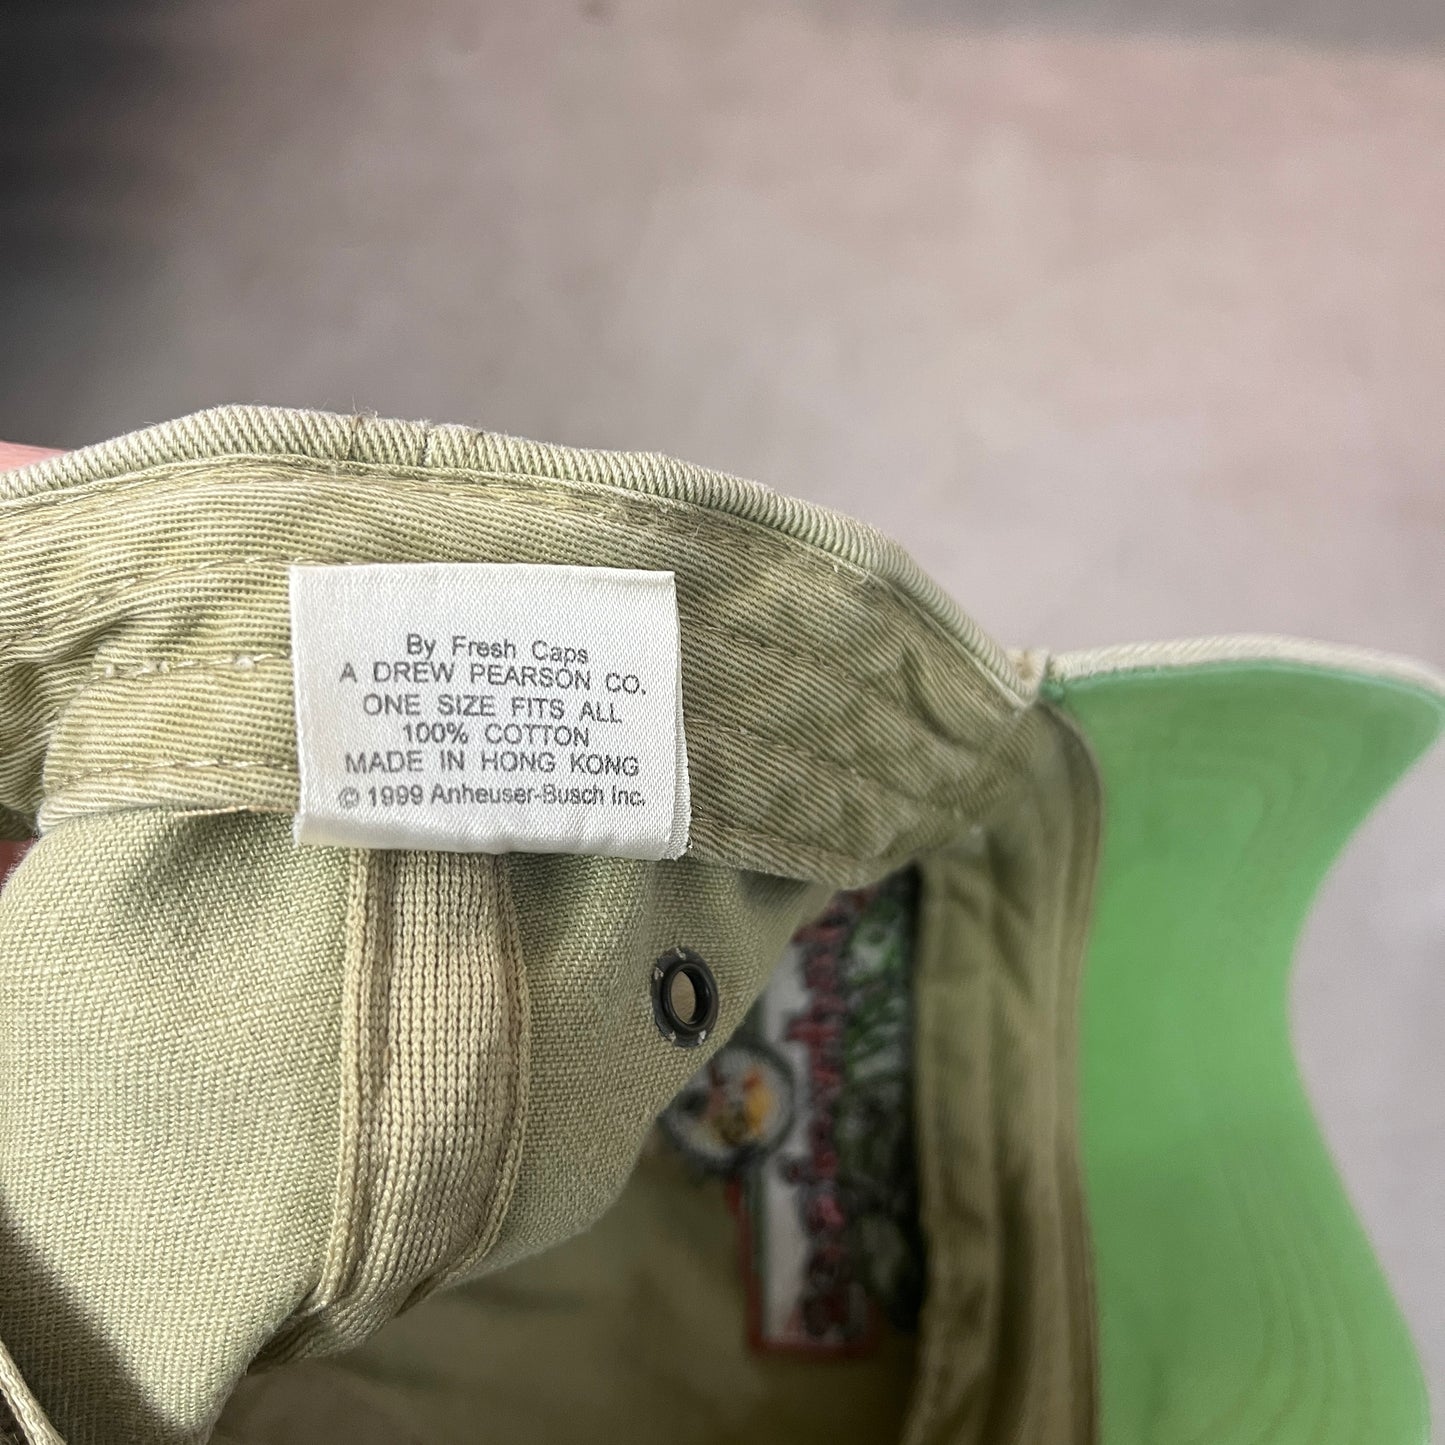 By Fresh Caps
A DREW PEARSON CO.
ONE SIZE FITS ALL
100% COTTON
MADE IN HONG KONG
© 1999 Anheuser-Busch Inc.